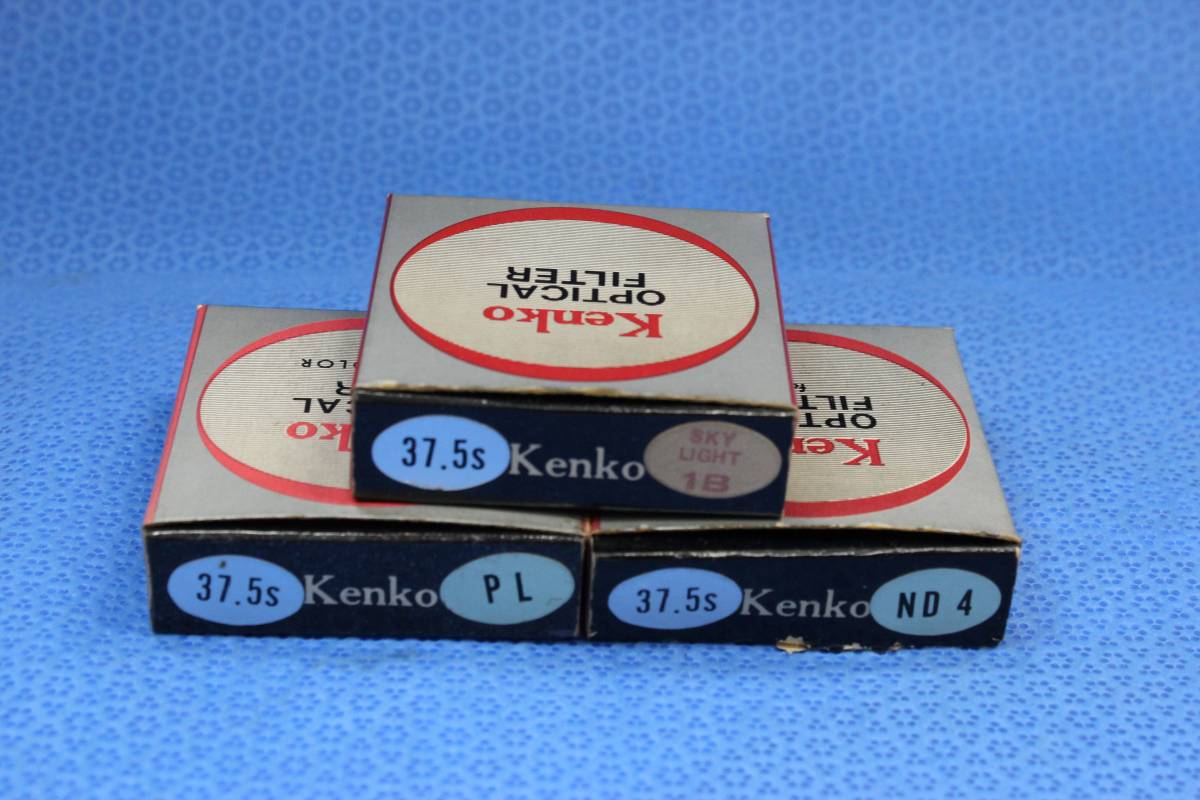 Kenko
OPTICAL
FILTER
37.5s Kenko SKY
LIGHT
1B
37.5s Kenko PL
37.5s Kenko ND 4